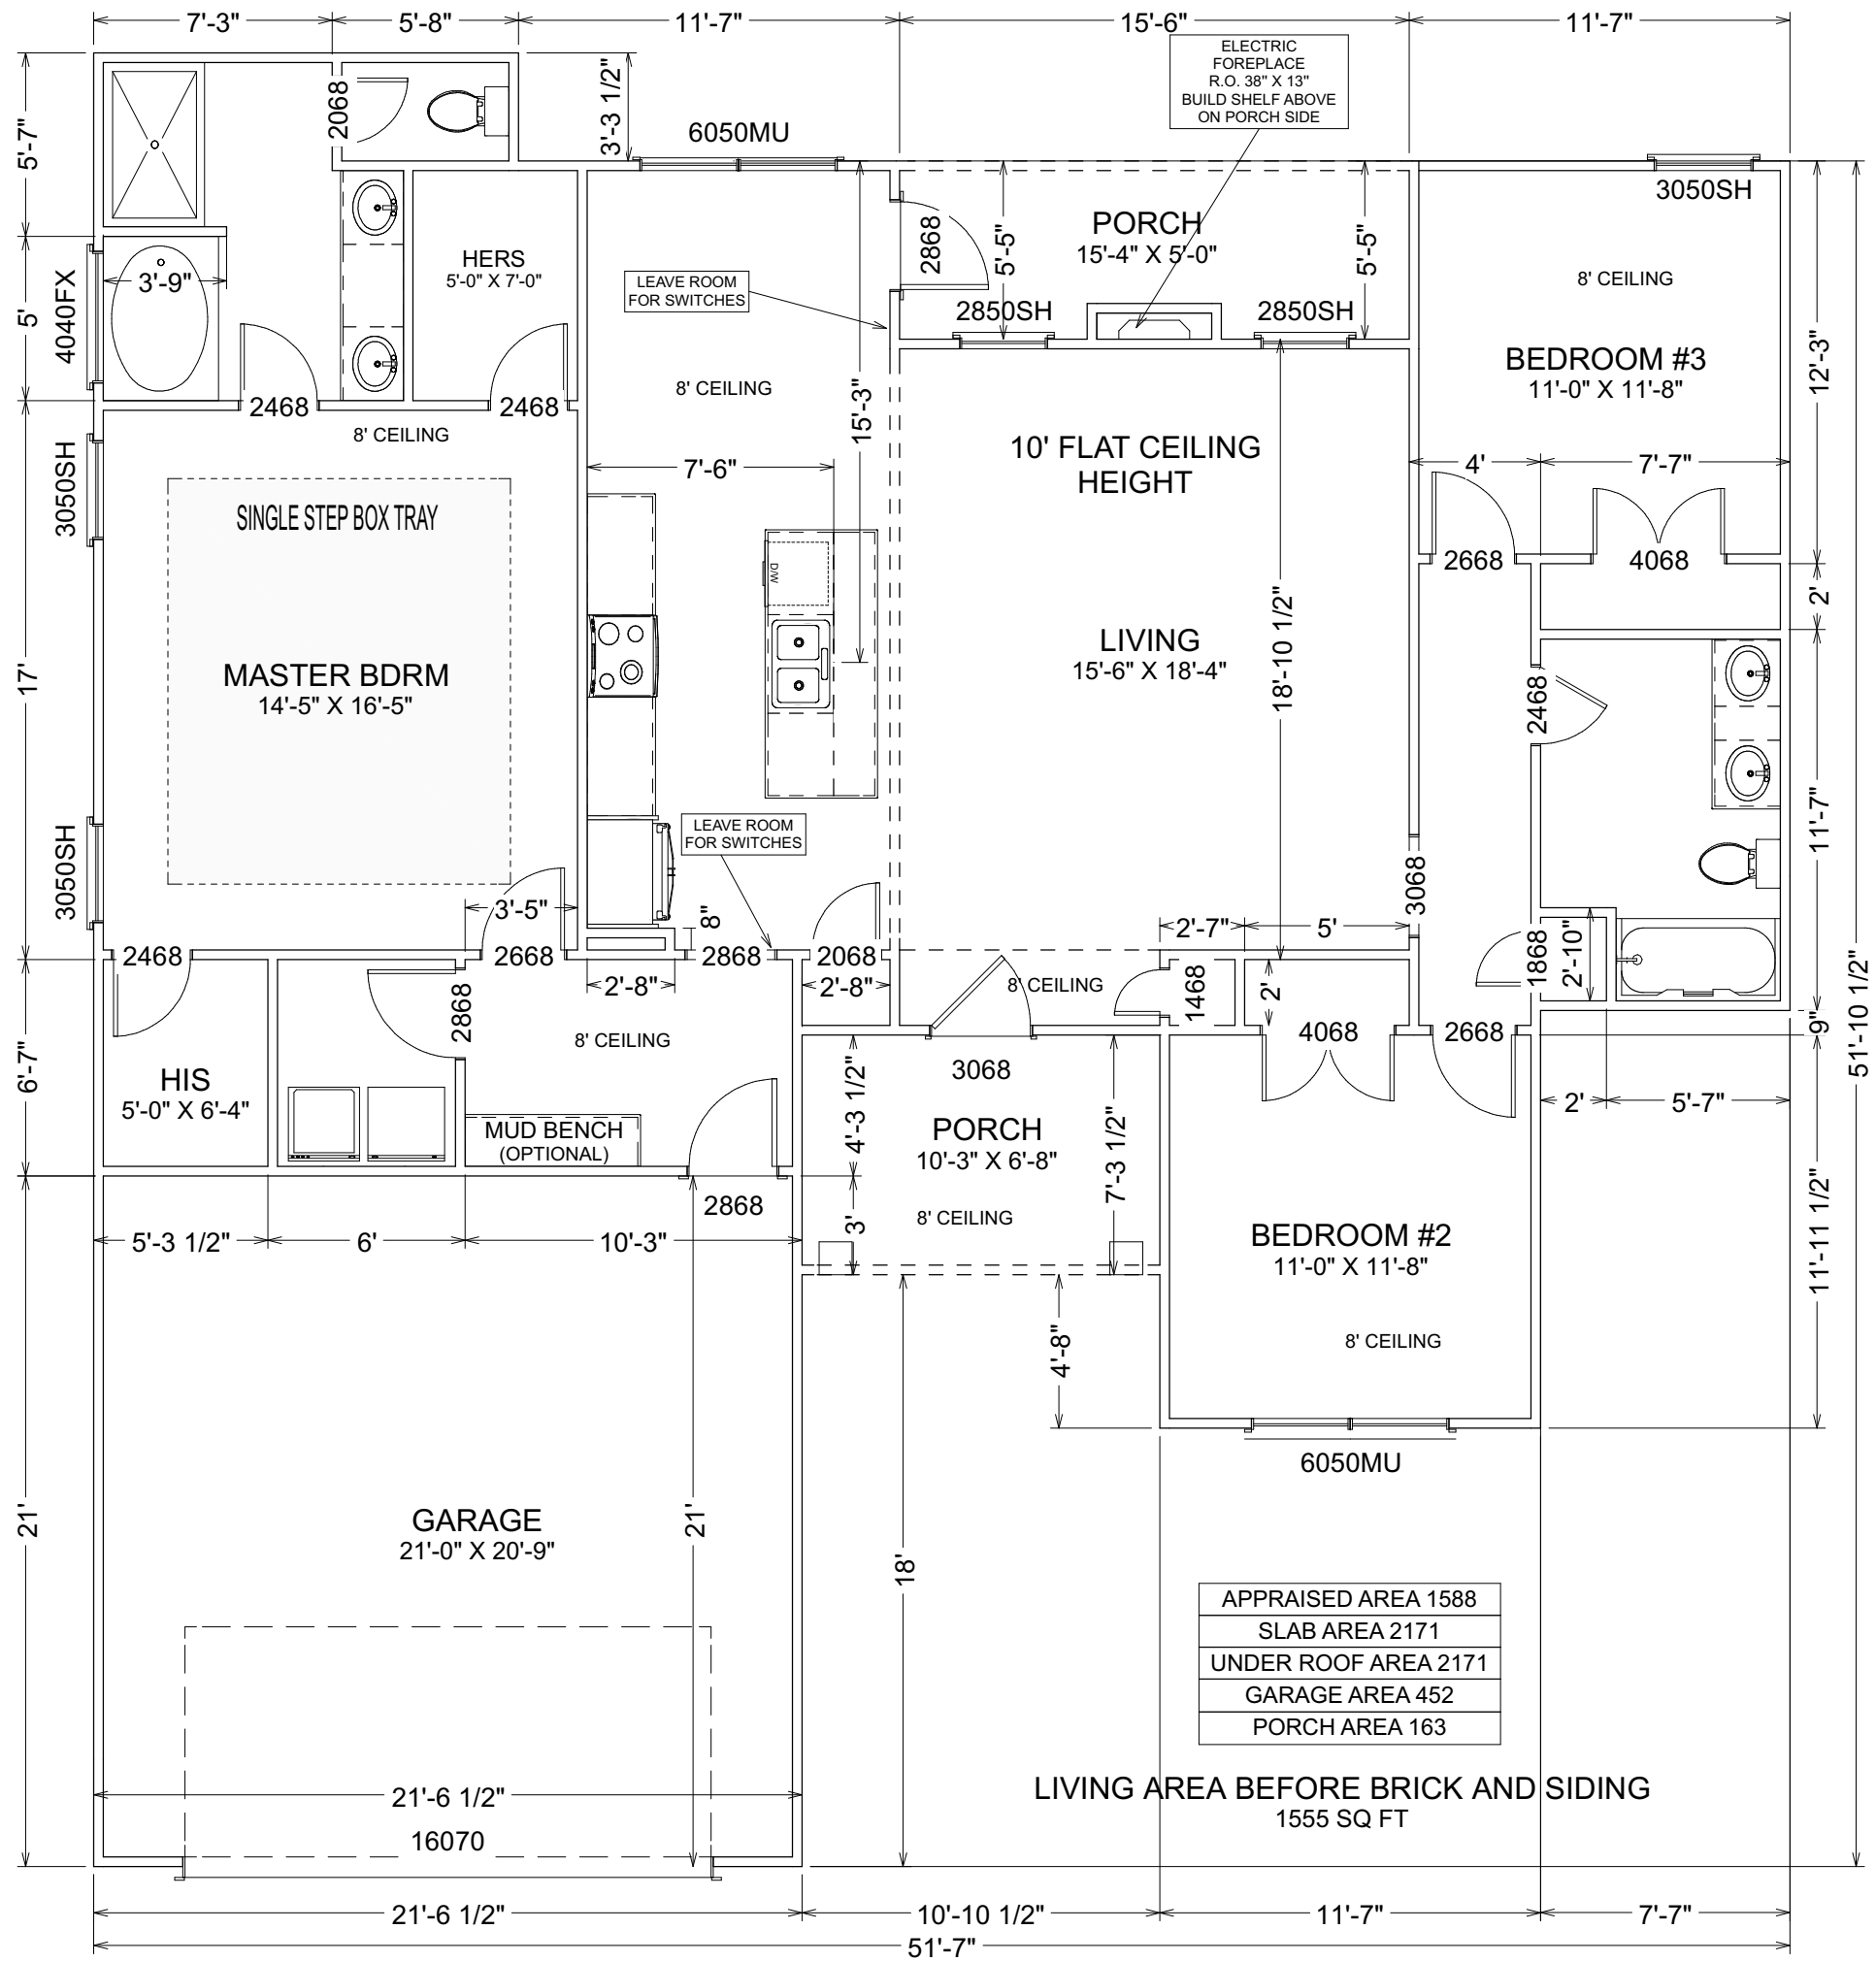 7'-3"
5'-8"
11'-7"
15'-6"
11'-7"
ELECTRIC
FOREPLACE
R.O. 38" X 13"
BUILD SHELF ABOVE
ON PORCH SIDE
5'-7"
2068
3'-3 1/2"
6050MU
3050SH
PORCH
15'-4" X 5'-0"
2868
5'-5"
5'-5"
HERS
5'-0" X 7'-0"
LEAVE ROOM
FOR SWITCHES
8' CEILING
3'-9"
5'
4040FX
2850SH
2850SH
BEDROOM #3
11'-0" X 11'-8"
12'-3"
8' CEILING
15'-3"
2468
2468
8' CEILING
10' FLAT CEILING
HEIGHT
7'-6"
4'
7'-7"
3050SH
SINGLE STEP BOX TRAY
2668
4068
D/W
2'
18'-10 1/2"
LIVING
15'-6" X 18'-4"
MASTER BDRM
14'-5" X 16'-5"
17'
2468
11'-7"
LEAVE ROOM
FOR SWITCHES
3050SH
3068
3'-5"
8"
2'-7"
5'
2468
2668
2868
2068
2'-8"
2'-8"
8' CEILING
1468
2'
1868
2'-10"
2868
8' CEILING
4068
2668
9"
51'-10 1/2"
6'-7"
HIS
5'-0" X 6'-4"
3068
2'
5'-7"
MUD BENCH
(OPTIONAL)
4'-3 1/2"
PORCH
10'-3" X 6'-8"
7'-3 1/2"
2868
3'
8' CEILING
5'-3 1/2"
6'
10'-3"
BEDROOM #2
11'-0" X 11'-8"
11'-11 1/2"
4'-8"
8' CEILING
6050MU
21'
GARAGE
21'-0" X 20'-9"
21'
18'
APPRAISED AREA 1588
SLAB AREA 2171
UNDER ROOF AREA 2171
GARAGE AREA 452
PORCH AREA 163
LIVING AREA BEFORE BRICK AND SIDING
1555 SQ FT
21'-6 1/2"
16070
21'-6 1/2"
10'-10 1/2"
11'-7"
7'-7"
51'-7"